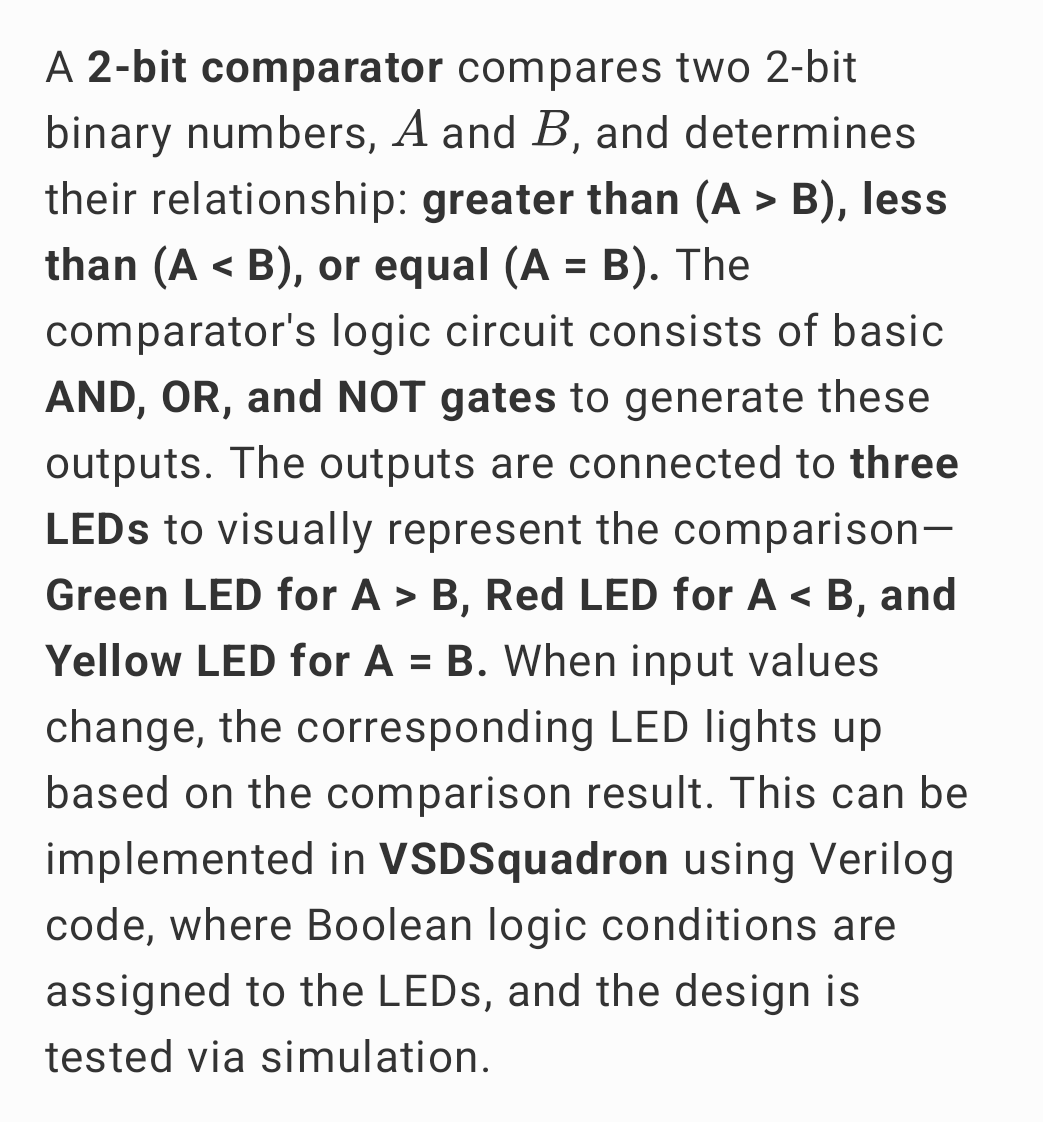 A 2-bit comparator compares two 2-bit
binary numbers, A and B, and determines
their relationship: greater than (A > B), less
than (A < B), or equal (A = B). The
comparator's logic circuit consists of basic
AND, OR, and NOT gates to generate these
outputs. The outputs are connected to three
LEDs to visually represent the comparison—
Green LED for A > B, Red LED for A < B, and
Yellow LED for A = B. When input values
change, the corresponding LED lights up
based on the comparison result. This can be
implemented in VSDSquadron using Verilog
code, where Boolean logic conditions are
assigned to the LEDs, and the design is
tested via simulation.